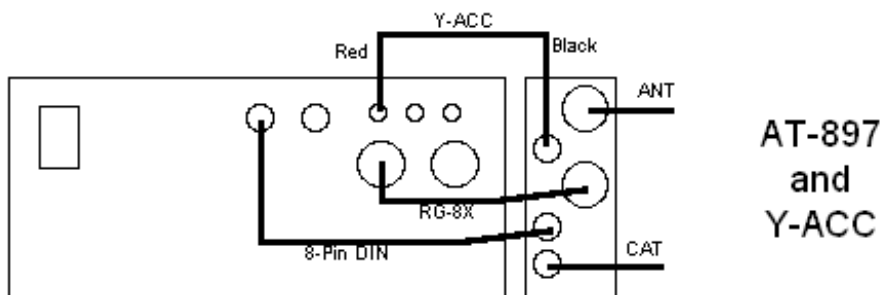 Y-ACC
Red
Black
ANT
AT-897
and
Y-ACC
RG-8X
8-Pin DIN
CAT